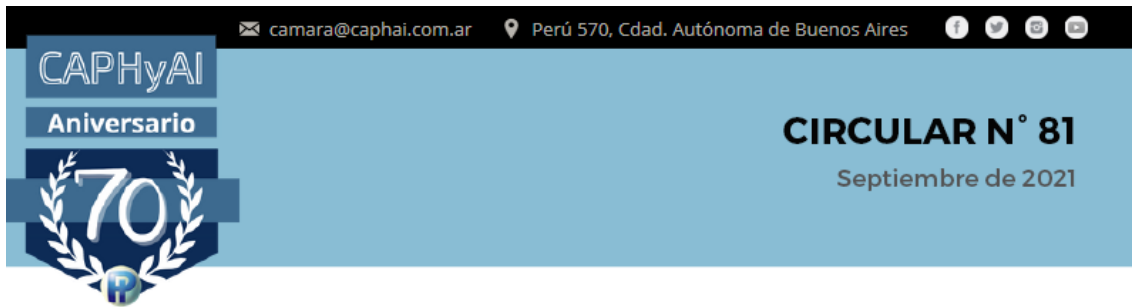 camara@caphai.com.ar Perú 570, Cdad. Autónoma de Buenos Aires
CAPHyAI
Aniversario
70
CIRCULAR N° 81
Septiembre de 2021